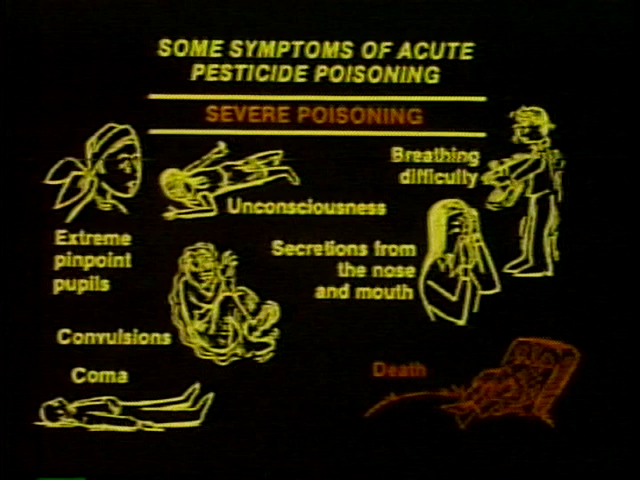 SOME SYMPTOMS OF ACUTE
PESTICIDE POISONING
SEVERE POISONING
Breathing
difficulty
Unconsciousness
Extreme
pinpoint
pupils
Secretions from
the nose
and mouth
Convulsions
Coma
Death